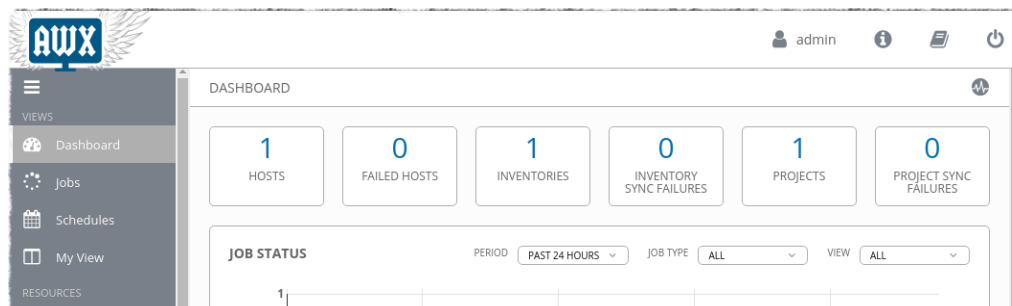 AWX
admin
DASHBOARD
VIEWS
Dashboard
Jobs
Schedules
My View
RESOURCES
1
HOSTS
0
FAILED HOSTS
1
INVENTORIES
0
INVENTORY
SYNC FAILURES
1
PROJECTS
0
PROJECT SYNC
FAILURES
JOB STATUS
PERIOD PAST 24 HOURS JOB TYPE ALL VIEW ALL
1